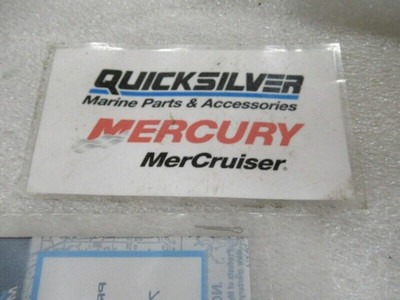 QUICKSILVER
Marine Parts & Accessories
MERCURY
MerCruiser®